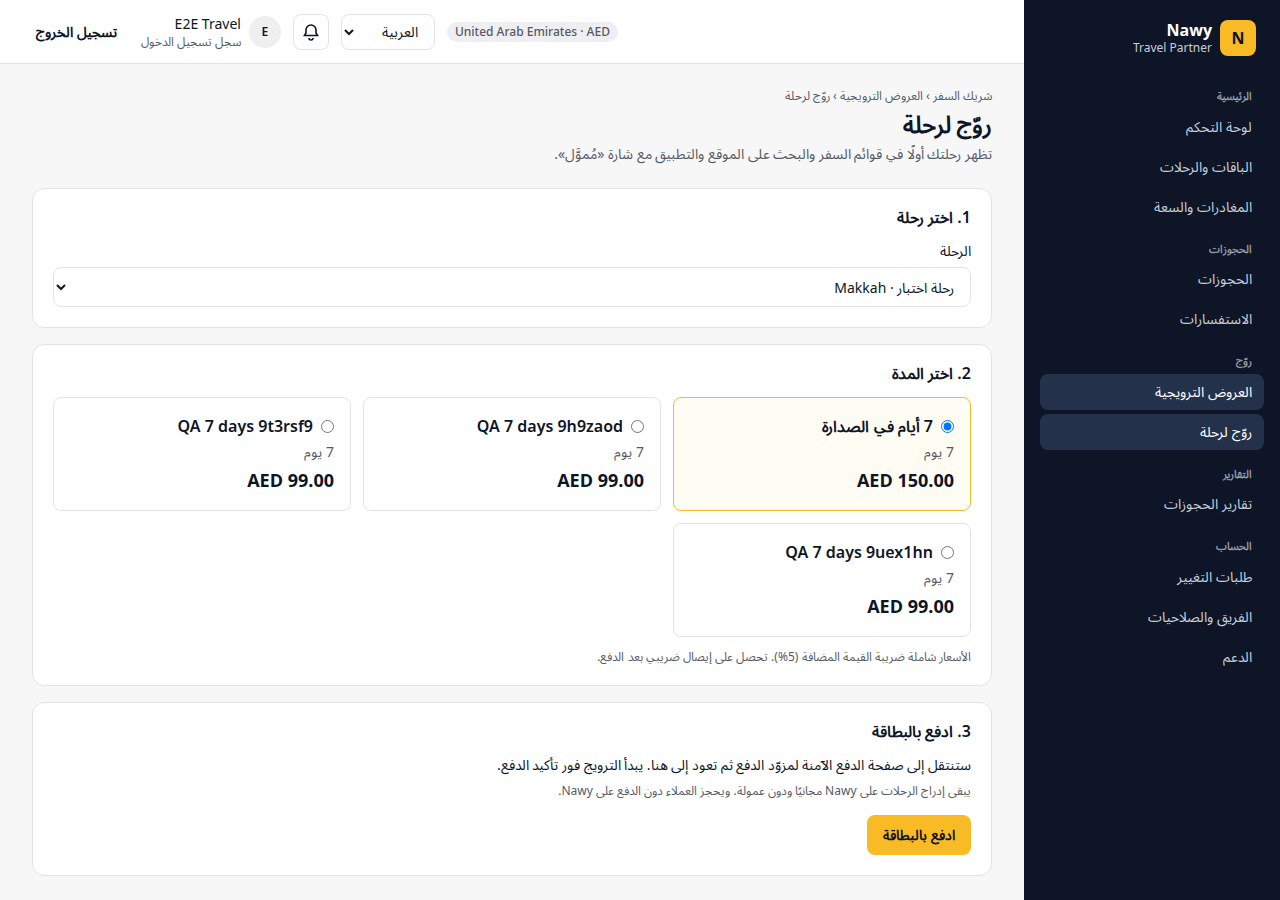 Nawy
Travel Partner
N
الرئيسية
لوحة التحكم
الباقات والرحلات
المغادرات والسعة
الحجوزات
الحجوزات
الاستفسارات
روّج
العروض الترويجية
روّج لرحلة
التقارير
تقارير الحجوزات
الحساب
طلبات التغيير
الفريق والصلاحيات
الدعم
United Arab Emirates · AED
العربية
E
E2E Travel
سجل تسجيل الدخول
تسجيل الخروج
شريك السفر › العروض الترويجية › روّج لرحلة
روّج لرحلة
تظهر رحلتك أولًا في قوائم السفر والبحث على الموقع والتطبيق مع شارة «مُموَّل».
1. اختر رحلة
الرحلة
رحلة اختبار · Makkah
2. اختر المدة
7 أيام في الصدارة
7 يوم
AED 150.00
QA 7 days 9h9zaod
7 يوم
AED 99.00
QA 7 days 9t3rsf9
7 يوم
AED 99.00
QA 7 days 9uex1hn
7 يوم
AED 99.00
الأسعار شاملة ضريبة القيمة المضافة (5%). تحصل على إيصال ضريبي بعد الدفع.
3. ادفع بالبطاقة
ستنتقل إلى صفحة الدفع الآمنة لمزوّد الدفع ثم تعود إلى هنا. يبدأ الترويج فور تأكيد الدفع.
يبقى إدراج الرحلات على Nawy مجانيًا ودون عمولة. ويحجز العملاء دون الدفع على Nawy.
ادفع بالبطاقة